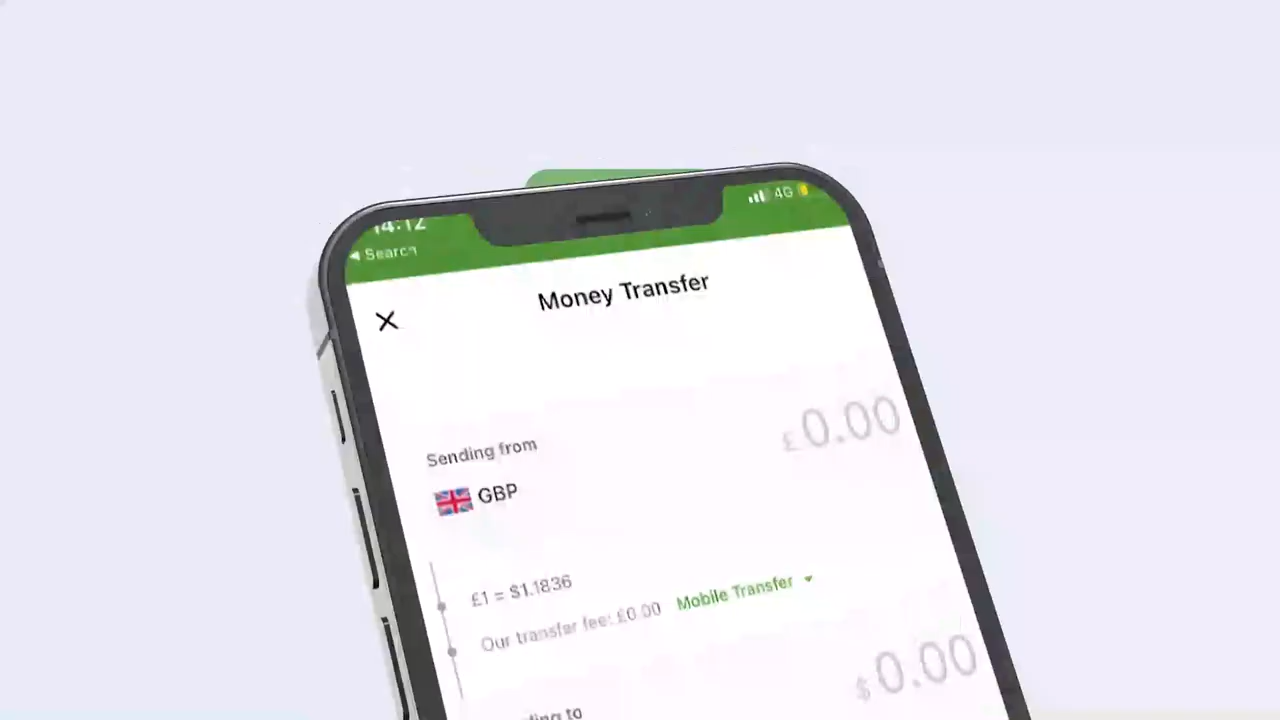 14:12
4G
Search
Money Transfer
Sending from
£0.00
GBP
£1 = $1.1836
Our transfer fee: £0.00 Mobile Transfer
$0.00
to